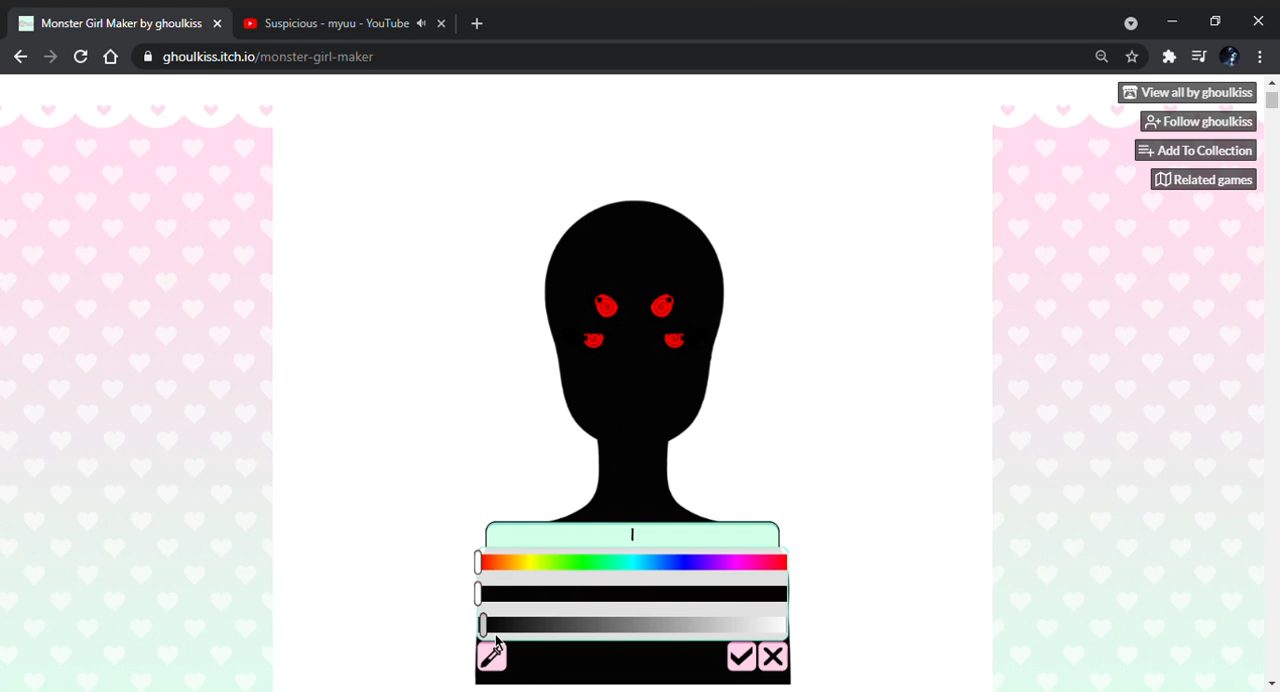 Monster Girl Maker by ghoulkiss
Suspicious - myuu - YouTube
ghoulkiss.itch.io/monster-girl-maker
View all by ghoulkiss
Follow ghoulkiss
Add To Collection
Related games